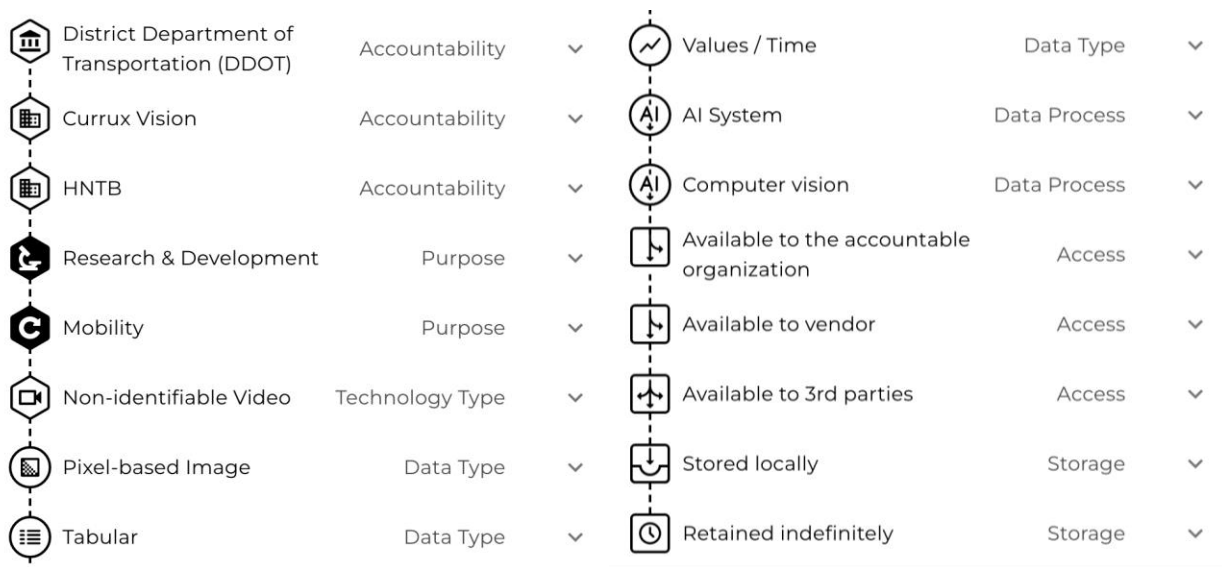 District Department of
Transportation (DDOT)
Accountability
Currux Vision
Accountability
HNTB
Accountability
Research & Development
Purpose
Mobility
Purpose
Non-identifiable Video
Technology Type
Pixel-based Image
Data Type
Tabular
Data Type
Values / Time
Data Type
AI
AI System
Data Process
AI
Computer vision
Data Process
Available to the accountable
organization
Access
Available to vendor
Access
Available to 3rd parties
Access
Stored locally
Storage
Retained indefinitely
Storage